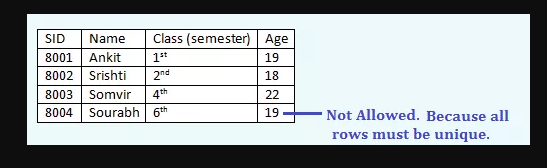 SID Name Class (semester) Age
8001 Ankit 1st 19
8002 Srishti 2nd 18
8003 Somvir 4th 22
8004 Sourabh 6th 19
Not Allowed. Because all
rows must be unique.